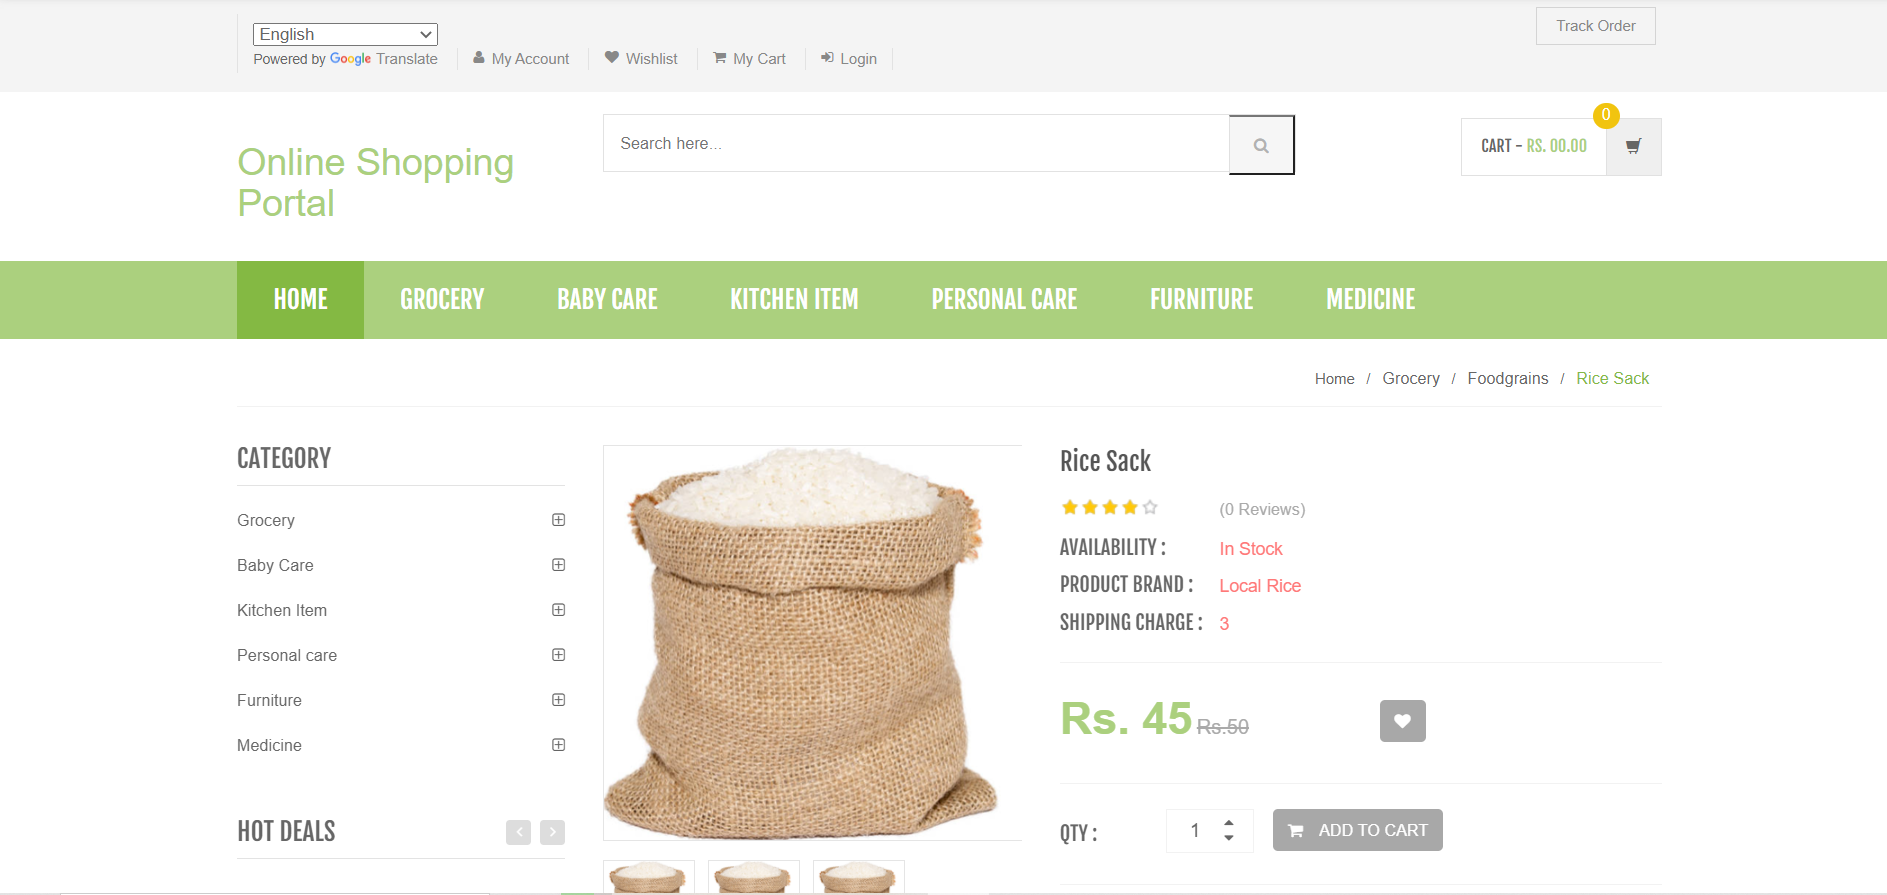 English
Powered by Google Translate
My Account
Wishlist
My Cart
Login
Track Order
Online Shopping
Portal
Search here...
CART - RS. 00.00
0
HOME
GROCERY
BABY CARE
KITCHEN ITEM
PERSONAL CARE
FURNITURE
MEDICINE
Home / Grocery / Foodgrains / Rice Sack
CATEGORY
Grocery
Baby Care
Kitchen Item
Personal care
Furniture
Medicine
HOT DEALS
Rice Sack
(0 Reviews)
AVAILABILITY : In Stock
PRODUCT BRAND : Local Rice
SHIPPING CHARGE : 3
Rs. 45 Rs.50
QTY : 1 ADD TO CART